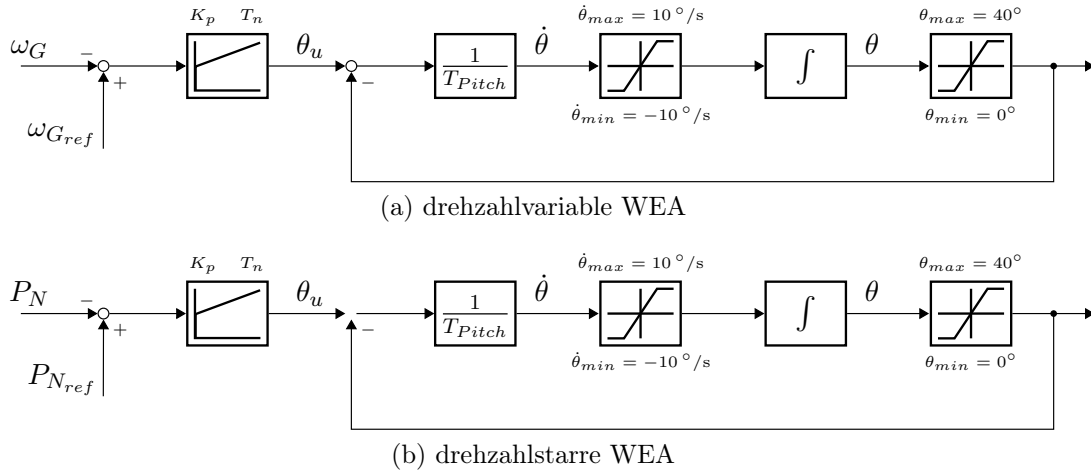 K_p T_n θ̇_max = 10 °/s θ_max = 40°
ω_G − θ_u θ̇ θ
+ − 1/T_Pitch ∫
θ̇_min = −10 °/s θ_min = 0°
ω_G_ref
(a) drehzahlvariable WEA
K_p T_n θ̇_max = 10 °/s θ_max = 40°
P_N − θ_u θ̇ θ
+ − 1/T_Pitch ∫
θ̇_min = −10 °/s θ_min = 0°
P_N_ref
(b) drehzahlstarre WEA